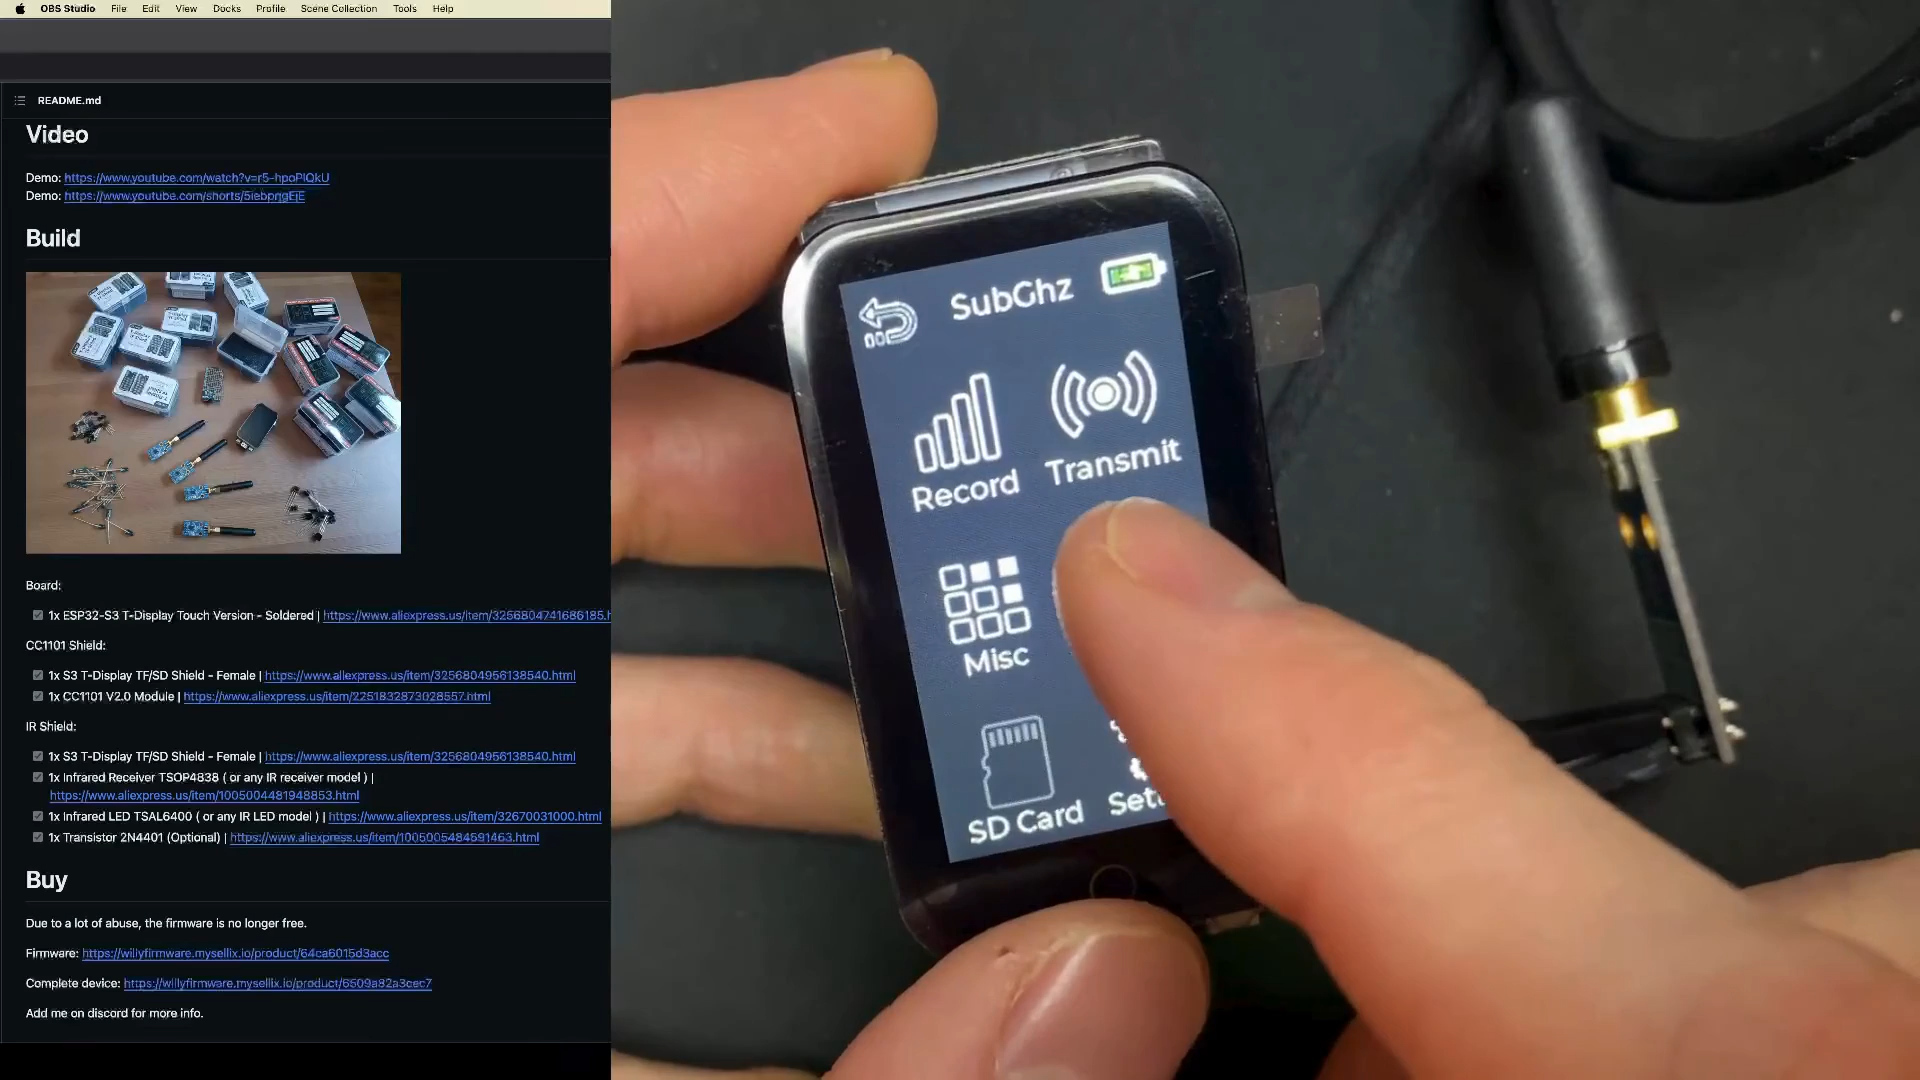 OBS Studio File Edit View Docks Profile Scene Collection Tools Help
README.md
Video
Demo: https://www.youtube.com/watch?v=r5-hpoPlQkU
Demo: https://www.youtube.com/shorts/5iebprjgEjE
Build
Board:
1x ESP32-S3 T-Display Touch Version - Soldered | https://www.aliexpress.us/item/3256804741686185.h
CC1101 Shield:
1x S3 T-Display TF/SD Shield - Female | https://www.aliexpress.us/item/3256804956138540.html
1x CC1101 V2.0 Module | https://www.aliexpress.us/item/2251832873028557.html
IR Shield:
1x S3 T-Display TF/SD Shield - Female | https://www.aliexpress.us/item/3256804956138540.html
1x Infrared Receiver TSOP4838 ( or any IR receiver model ) |
https://www.aliexpress.us/item/1005004481948853.html
1x Infrared LED TSAL6400 ( or any IR LED model ) | https://www.aliexpress.us/item/32670031000.html
1x Transistor 2N4401 (Optional) | https://www.aliexpress.us/item/1005005484591463.html
Buy
Due to a lot of abuse, the firmware is no longer free.
Firmware: https://willyfirmware.mysellix.io/product/64ca6015d3acc
Complete device: https://willyfirmware.mysellix.io/product/6509a82a3cec7
Add me on discord for more info.
SubGhz
Record
Transmit
Misc
SD Card
Sett